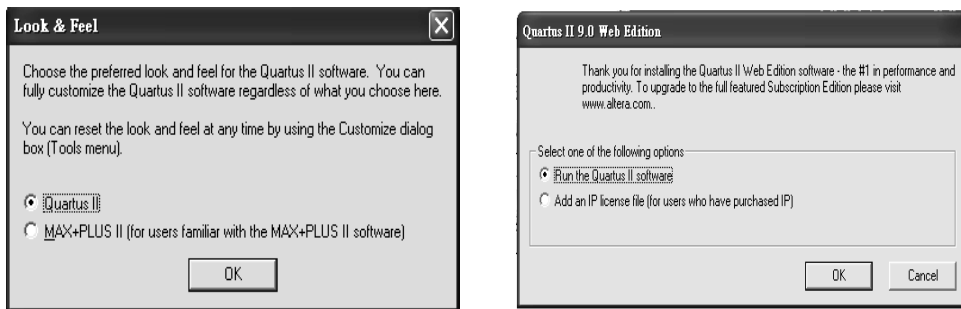 Look & Feel
Choose the preferred look and feel for the Quartus II software. You can
fully customize the Quartus II software regardless of what you choose here.
You can reset the look and feel at any time by using the Customize dialog
box (Tools menu).
Quartus II
MAX+PLUS II (for users familiar with the MAX+PLUS II software)
OK
Quartus II 9.0 Web Edition
Thank you for installing the Quartus II Web Edition software - the #1 in performance and
productivity. To upgrade to the full featured Subscription Edition please visit
www.altera.com..
Select one of the following options
Run the Quartus II software
Add an IP license file (for users who have purchased IP)
OK
Cancel